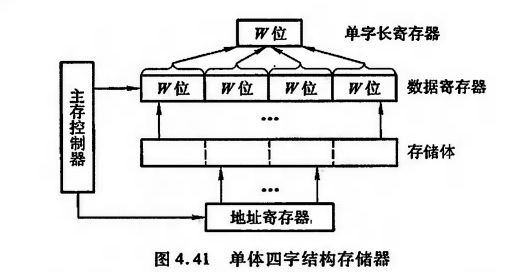 W位 单字长寄存器
W位 W位 W位 W位 数据寄存器
主存控制器
…
存储体
…
地址寄存器
图 4.41 单体四字结构存储器